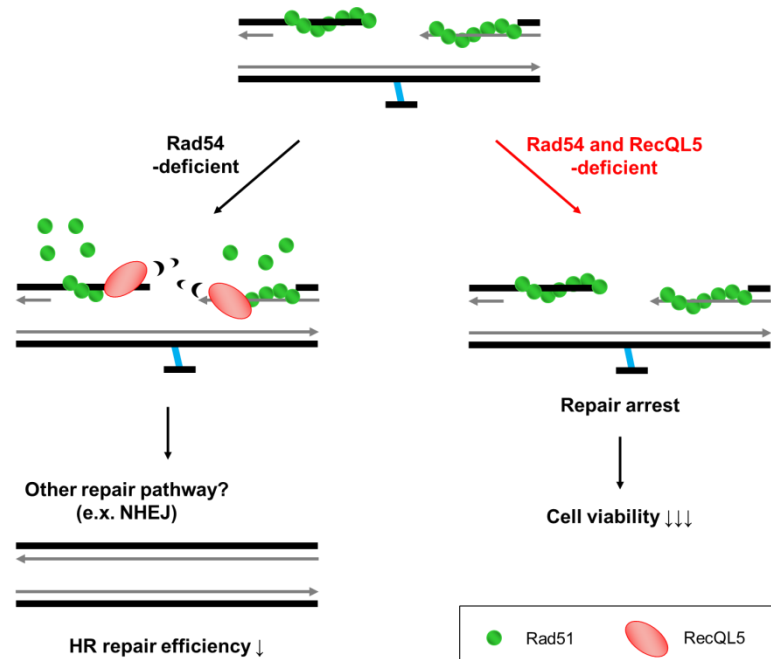 Rad54
-deficient
Rad54 and RecQL5
-deficient
Repair arrest
Other repair pathway?
(e.x. NHEJ)
Cell viability ↓↓↓
HR repair efficiency ↓
Rad51
RecQL5